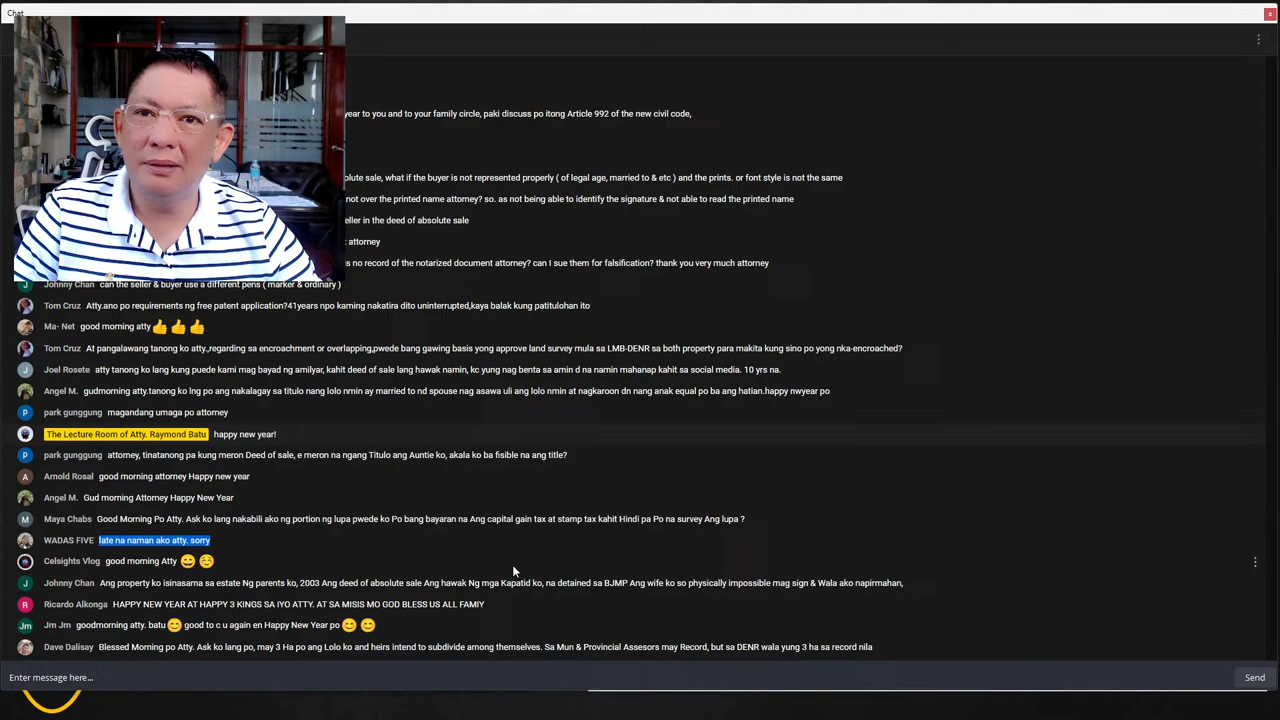 Chat
year to you and to your family circle, paki discuss po itong Article 992 of the new civil code,
olute sale, what if the buyer is not represented properly ( of legal age, married to & etc ) and the prints. or font style is not the same
not over the printed name attorney? so. as not being able to identify the signature & not able to read the printed name
eller in the deed of absolute sale
attorney
s no record of the notarized document attorney? can I sue them for falsification? thank you very much attorney
J Johnny Chan can the seller & buyer use a different pens ( marker & ordinary )
Tom Cruz Atty.ano po requirements ng free patent application?41years npo kaming nakatira dito uninterrupted,kaya balak kung patitulohan ito
Ma- Net good morning atty👍👍👍
Tom Cruz At pangalawang tanong ko atty.,regarding sa encroachment or overlapping,pwede bang gawing basis yong approve land survey mula sa LMB-DENR sa both property para makita kung sino po yong nka-encroached?
J Joel Rosete atty tanong ko lang kung puede kami mag bayad ng amilyar, kahit deed of sale lang hawak namin, kc yung nag benta sa amin d na namin mahanap kahit sa social media. 10 yrs na.
Angel M. gudmorning atty.tanong ko lng po ang nakalagay sa titulo nang lolo nmin ay married to nd spouse nag asawa uli ang lolo nmin at nagkaroon dn nang anak equal po ba ang hatian.happy nwyear po
P park gunggung magandang umaga po attorney
The Lecture Room of Atty. Raymond Batu happy new year!
P park gunggung attorney, tinatanong pa kung meron Deed of sale, e meron na ngang Titulo ang Auntie ko, akala ko ba fisible na ang title?
A Arnold Rosal good morning attorney Happy new year
Angel M. Gud morning Attorney Happy New Year
M Maya Chabs Good Morning Po Atty. Ask ko lang nakabili ako ng portion ng lupa pwede ko Po bang bayaran na Ang capital gain tax at stamp tax kahit Hindi pa Po na survey Ang lupa ?
WADAS FIVE late na naman ako atty. sorry
Celsights Vlog good morning Atty 😄 ☺️
J Johnny Chan Ang property ko isinasama sa estate Ng parents ko, 2003 Ang deed of absolute sale Ang hawak Ng mga Kapatid ko, na detained sa BJMP Ang wife ko so physically impossible mag sign & Wala ako napirmahan,
R Ricardo Alkonga HAPPY NEW YEAR AT HAPPY 3 KINGS SA IYO ATTY. AT SA MISIS MO GOD BLESS US ALL FAMIY
Jm Jm Jm goodmorning atty. batu😊 good to c u again en Happy New Year po 😊 😊
Dave Dalisay Blessed Morning po Atty. Ask ko lang po, may 3 Ha po ang Lolo ko and heirs intend to subdivide among themselves. Sa Mun & Provincial Assesors may Record, but sa DENR wala yung 3 ha sa record nila
Enter message here... Send